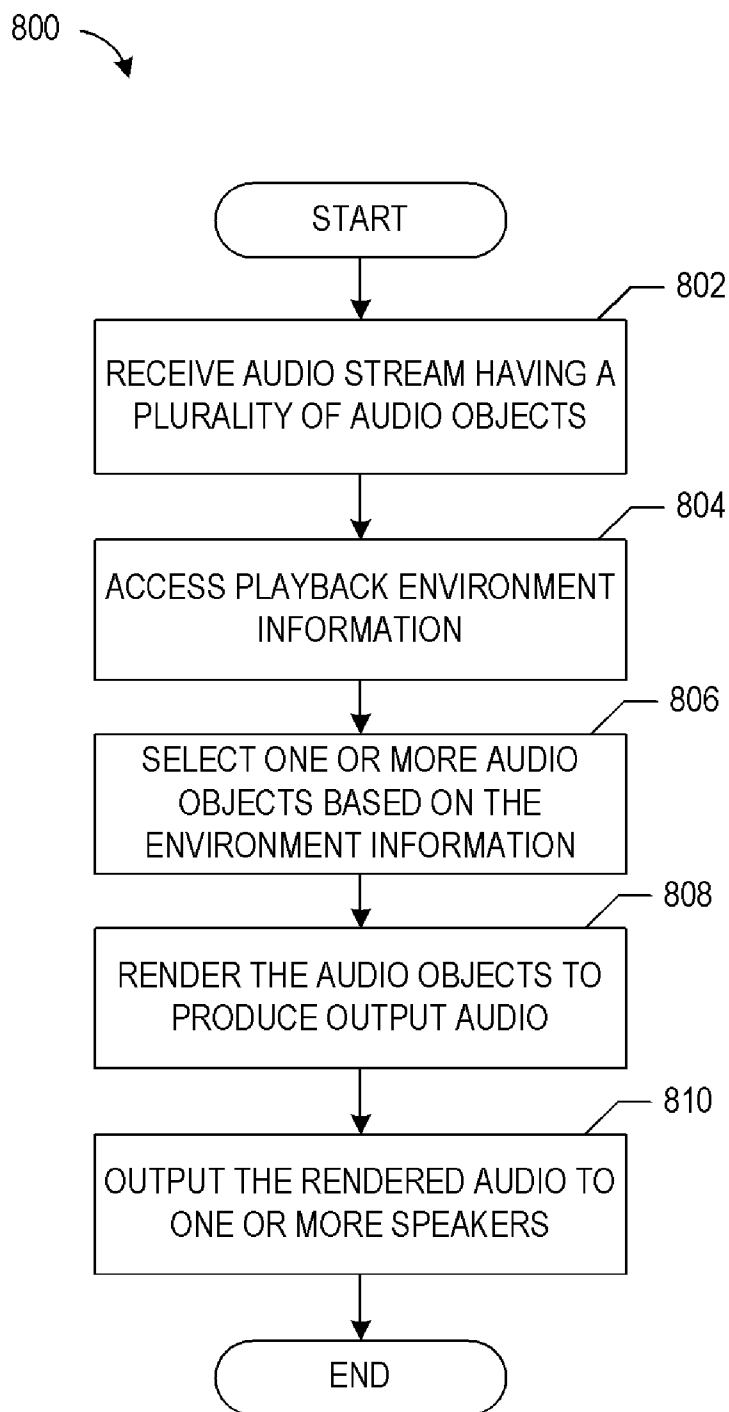 800
START
802
RECEIVE AUDIO STREAM HAVING A
PLURALITY OF AUDIO OBJECTS
804
ACCESS PLAYBACK ENVIRONMENT
INFORMATION
806
SELECT ONE OR MORE AUDIO
OBJECTS BASED ON THE
ENVIRONMENT INFORMATION
808
RENDER THE AUDIO OBJECTS TO
PRODUCE OUTPUT AUDIO
810
OUTPUT THE RENDERED AUDIO TO
ONE OR MORE SPEAKERS
END